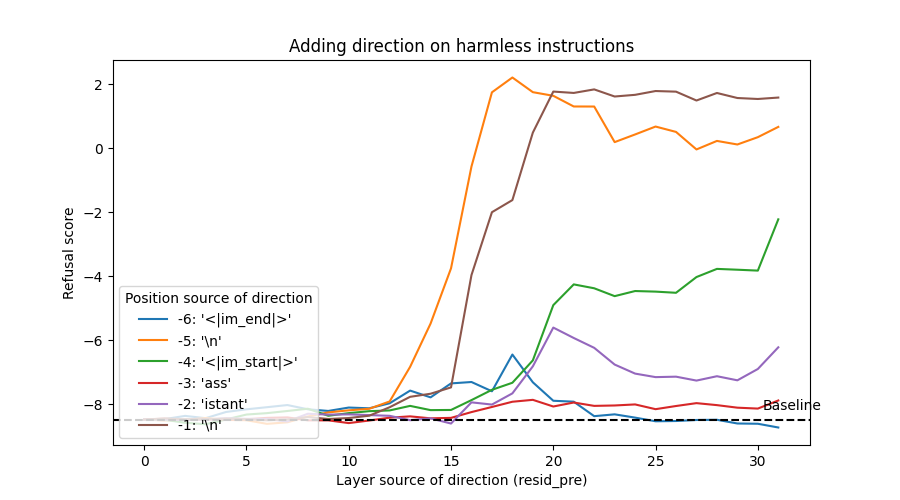 Adding direction on harmless instructions
Refusal score
2
0
−2
−4
−6
−8
Position source of direction
-6: '<|im_end|>'
-5: '\n'
-4: '<|im_start|>'
-3: 'ass'
-2: 'istant'
-1: '\n'
Baseline
0 5 10 15 20 25 30
Layer source of direction (resid_pre)